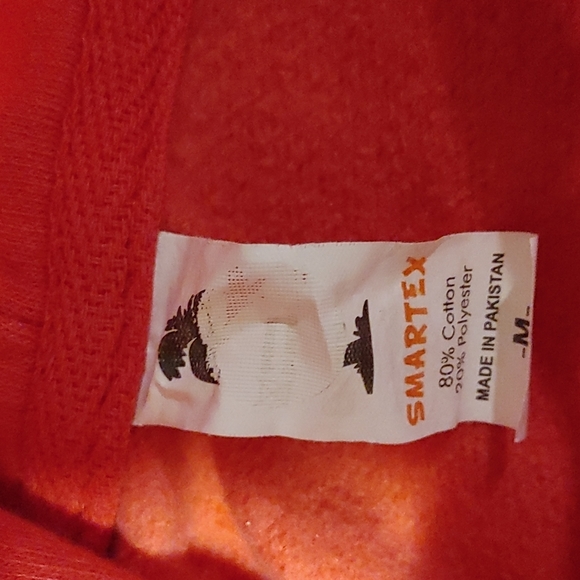 SMARTEX
80% Cotton
20% Polyester
MADE IN PAKISTAN
-M-